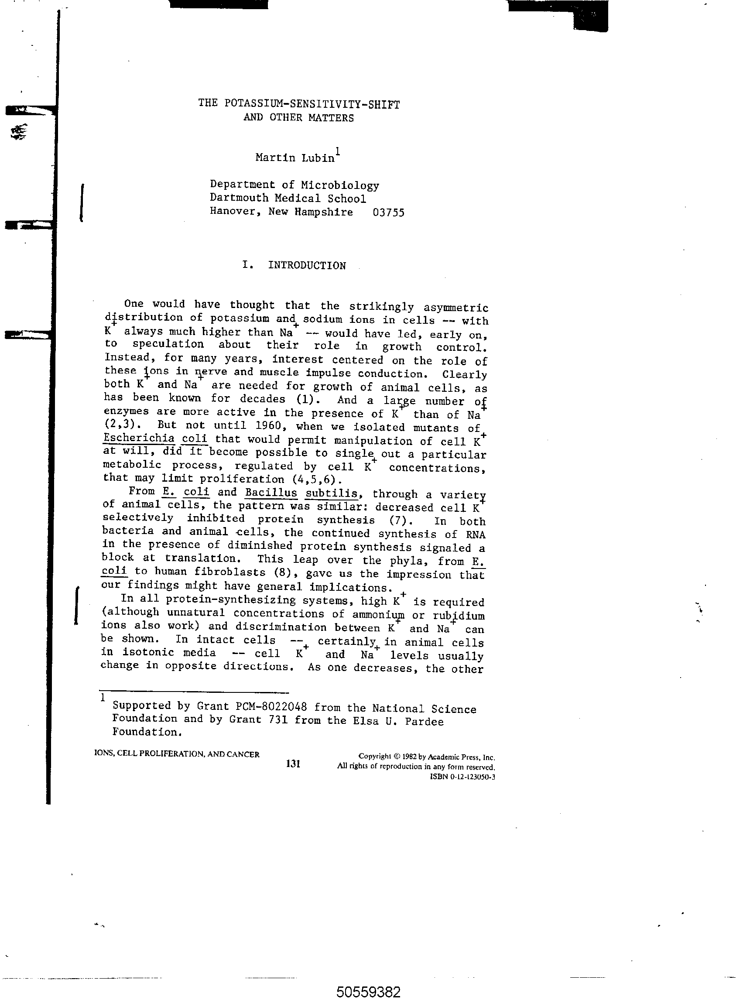 THE POTASSIUM-SENSITIVITY-SHIFT
AND OTHER MATTERS
Martin Lubin1
Department of Microbiology
Dartmouth Medical School
Hanover, New Hampshire 03755
I. INTRODUCTION
One would have thought that the strikingly asymmetric
distribution of potassium and sodium ions in cells -- with
K+ always much higher than Na+ -- would have led, early on,
to speculation about their role in growth control.
Instead, for many years, interest centered on the role of
these ions in nerve and muscle impulse conduction. Clearly
both K+ and Na+ are needed for growth of animal cells, as
has been known for decades (1). And a large number of
enzymes are more active in the presence of K+ than of Na+
(2,3). But not until 1960, when we isolated mutants of
Escherichia coli that would permit manipulation of cell K+
at will, did it become possible to single out a particular
metabolic process, regulated by cell K+ concentrations,
that may limit proliferation (4,5,6).
From E. coli and Bacillus subtilis, through a variety
of animal cells, the pattern was similar: decreased cell K+
selectively inhibited protein synthesis (7). In both
bacteria and animal cells, the continued synthesis of RNA
in the presence of diminished protein synthesis signaled a
block at translation. This leap over the phyla, from E.
coli to human fibroblasts (8), gave us the impression that
our findings might have general implications.
In all protein-synthesizing systems, high K+ is required
(although unnatural concentrations of ammonium or rubidium
ions also work) and discrimination between K+ and Na+ can
be shown. In intact cells -- certainly in animal cells
in isotonic media -- cell K+ and Na+ levels usually
change in opposite directions. As one decreases, the other
1
Supported by Grant PCM-8022048 from the National Science
Foundation and by Grant 731 from the Elsa U. Pardee
Foundation.
IONS, CELL PROLIFERATION, AND CANCER
131
Copyright © 1982 by Academic Press, Inc.
All rights of reproduction in any form reserved.
ISBN 0-12-123050-3
50559382